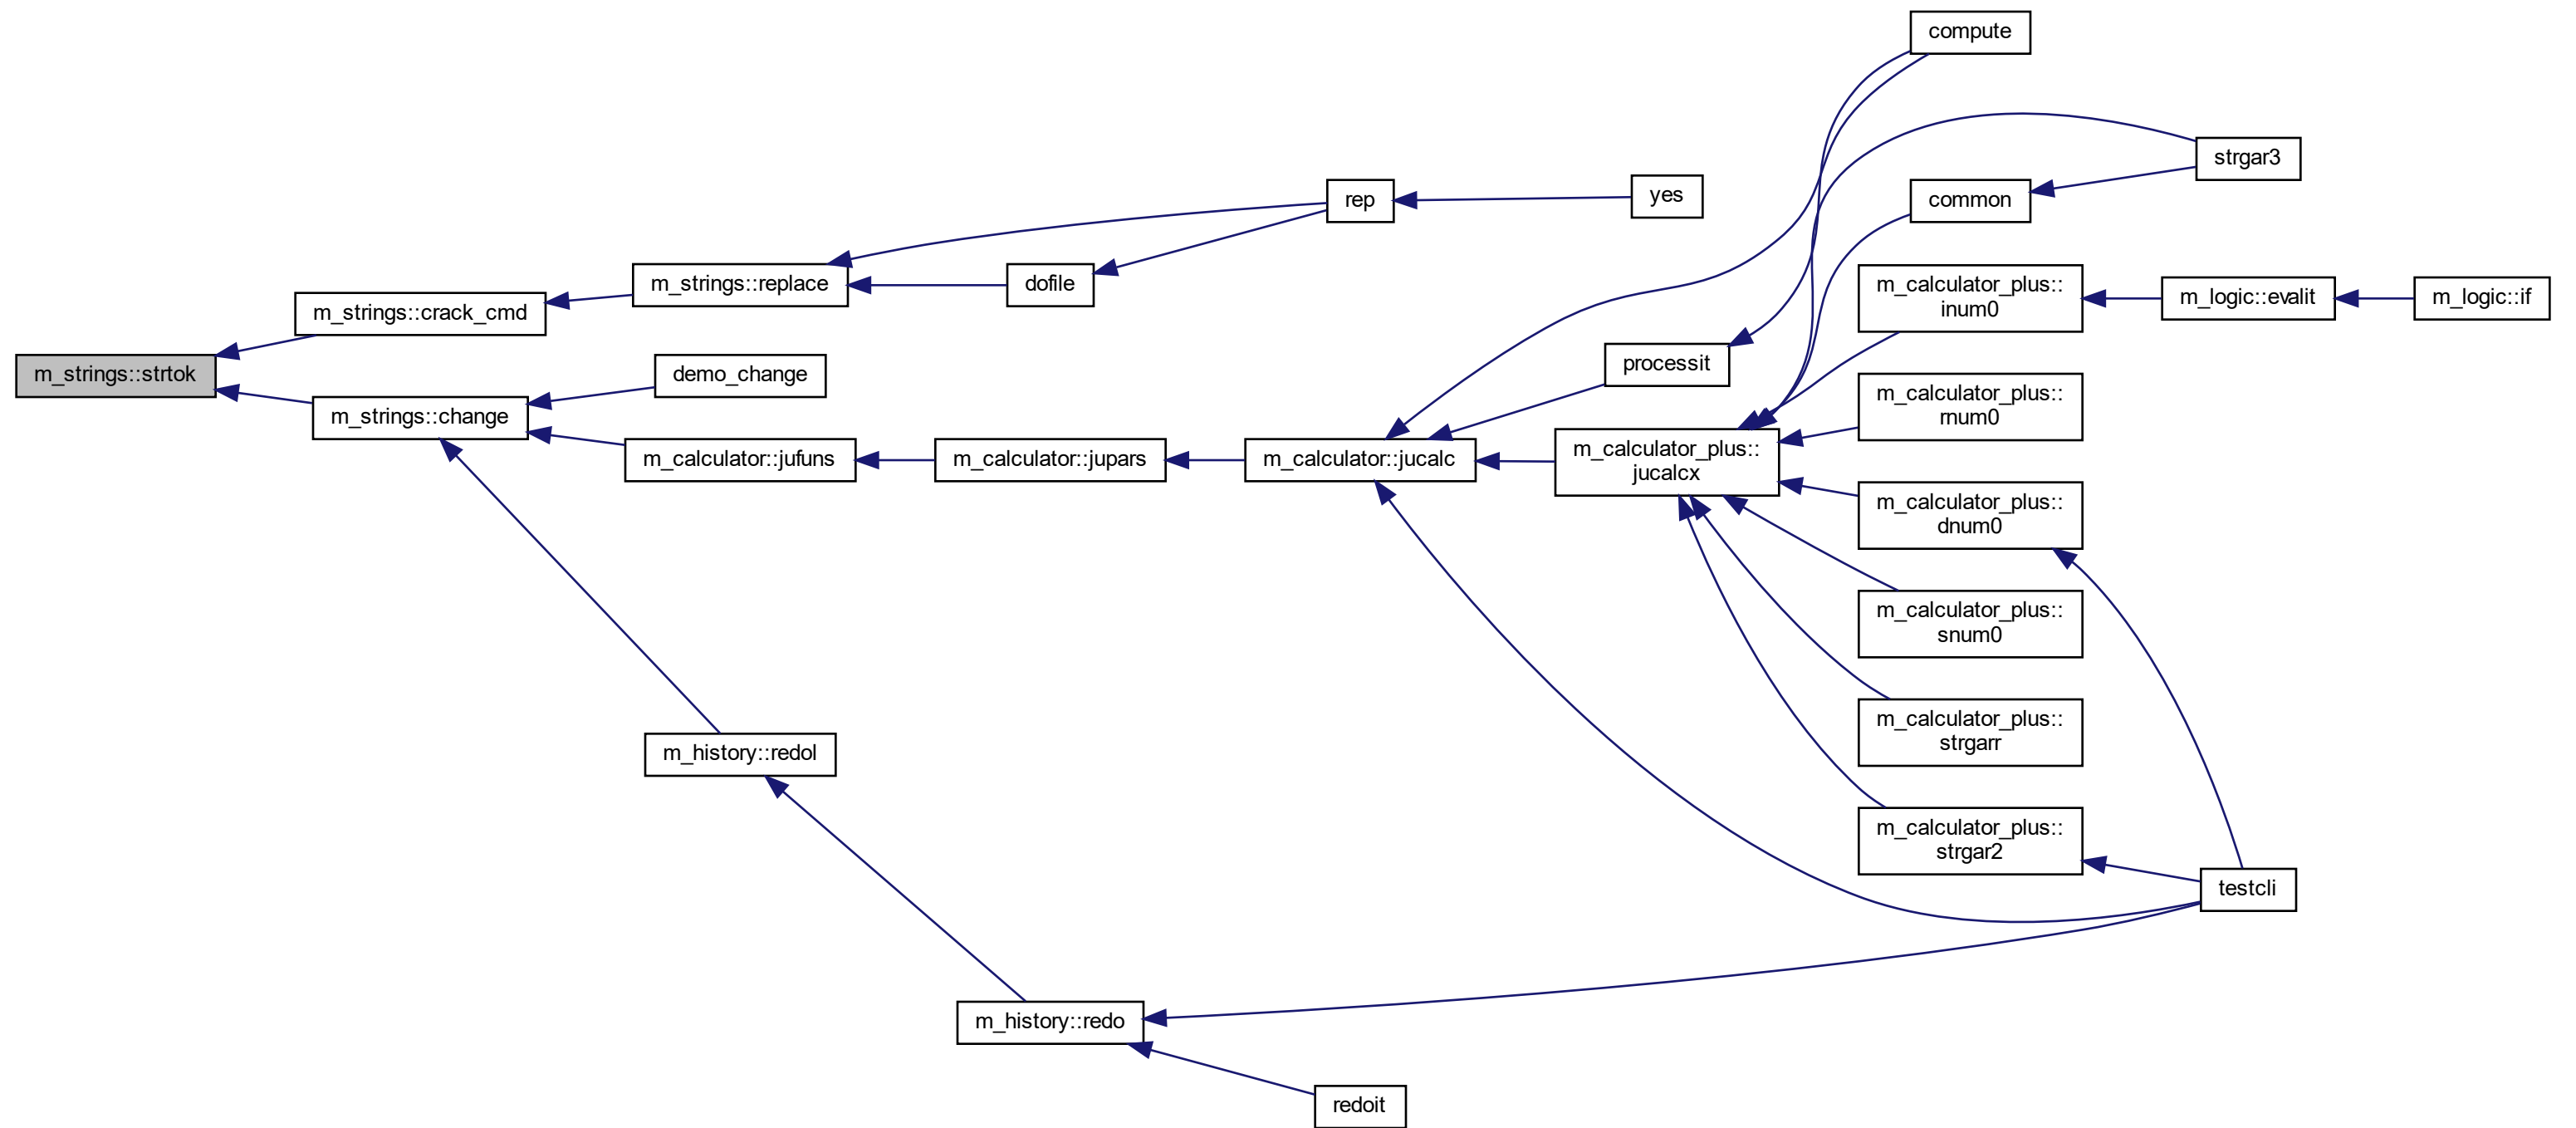 compute
strgar3
yes
rep
common
m_strings::replace
dofile
m_calculator_plus::
inum0
m_logic::evalit
m_logic::if
m_strings::crack_cmd
m_strings::strtok
demo_change
processit
m_calculator_plus::
rnum0
m_strings::change
m_calculator::jufuns
m_calculator::jupars
m_calculator::jucalc
m_calculator_plus::
jucalcx
m_calculator_plus::
dnum0
m_calculator_plus::
snum0
m_calculator_plus::
strgarr
m_history::redol
m_calculator_plus::
strgar2
testcli
m_history::redo
redoit